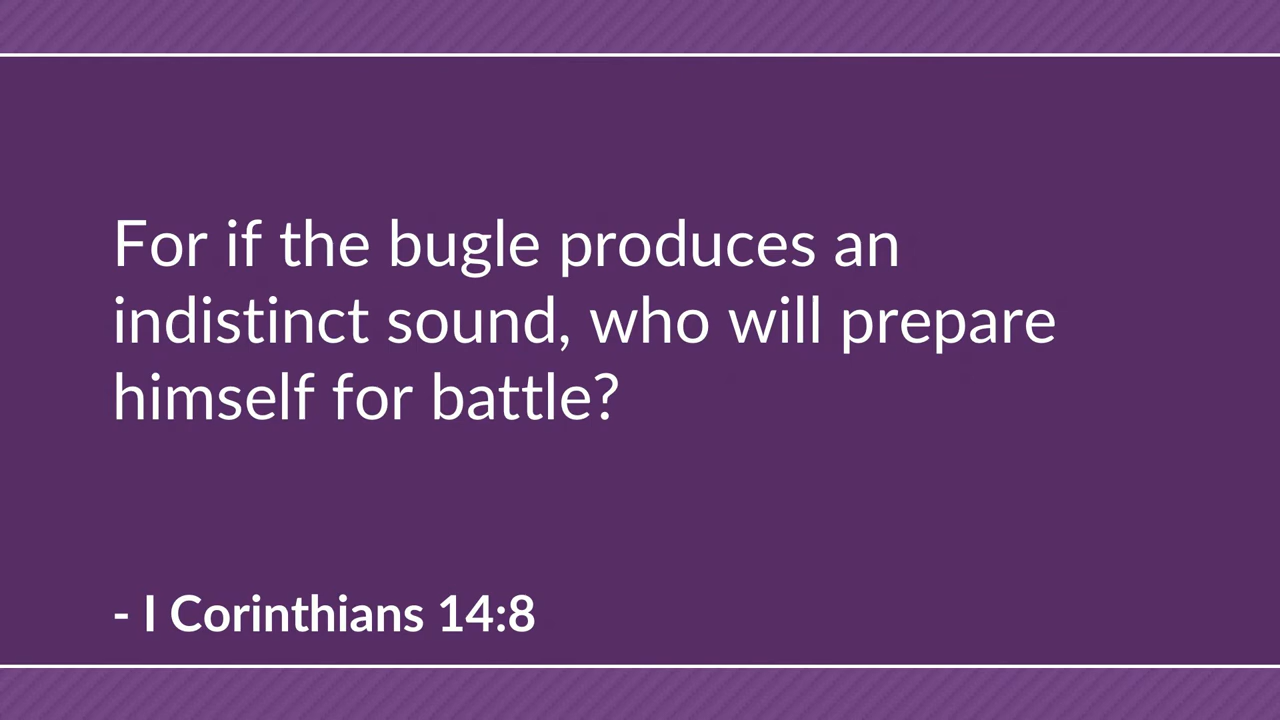 For if the bugle produces an
indistinct sound, who will prepare
himself for battle?
- I Corinthians 14:8